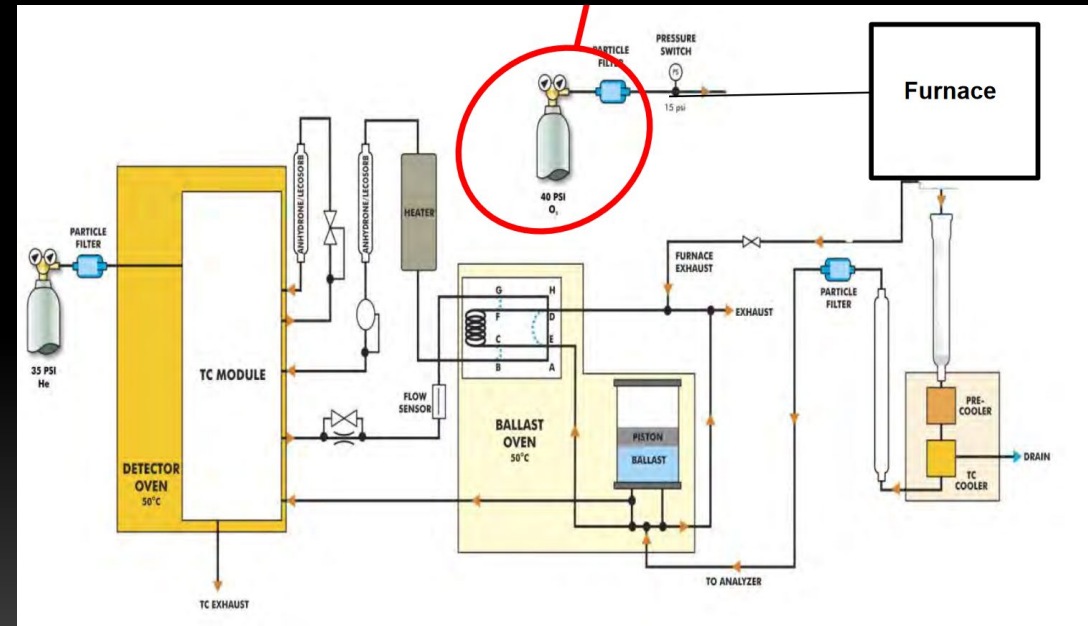 PARTICLE
FILTER
PRESSURE
SWITCH
PS
15 psi
Furnace
40 PSI
O₂
ANHYDRONE/LECOSORB
ANHYDRONE/LECOSORB
HEATER
PARTICLE
FILTER
35 PSI
He
TC MODULE
DETECTOR
OVEN
50°C
TC EXHAUST
FLOW
SENSOR
G
H
F
D
C
E
B
A
BALLAST
OVEN
50°C
PISTON
BALLAST
FURNACE
EXHAUST
EXHAUST
PARTICLE
FILTER
PRE-
COOLER
TC
COOLER
DRAIN
TO ANALYZER